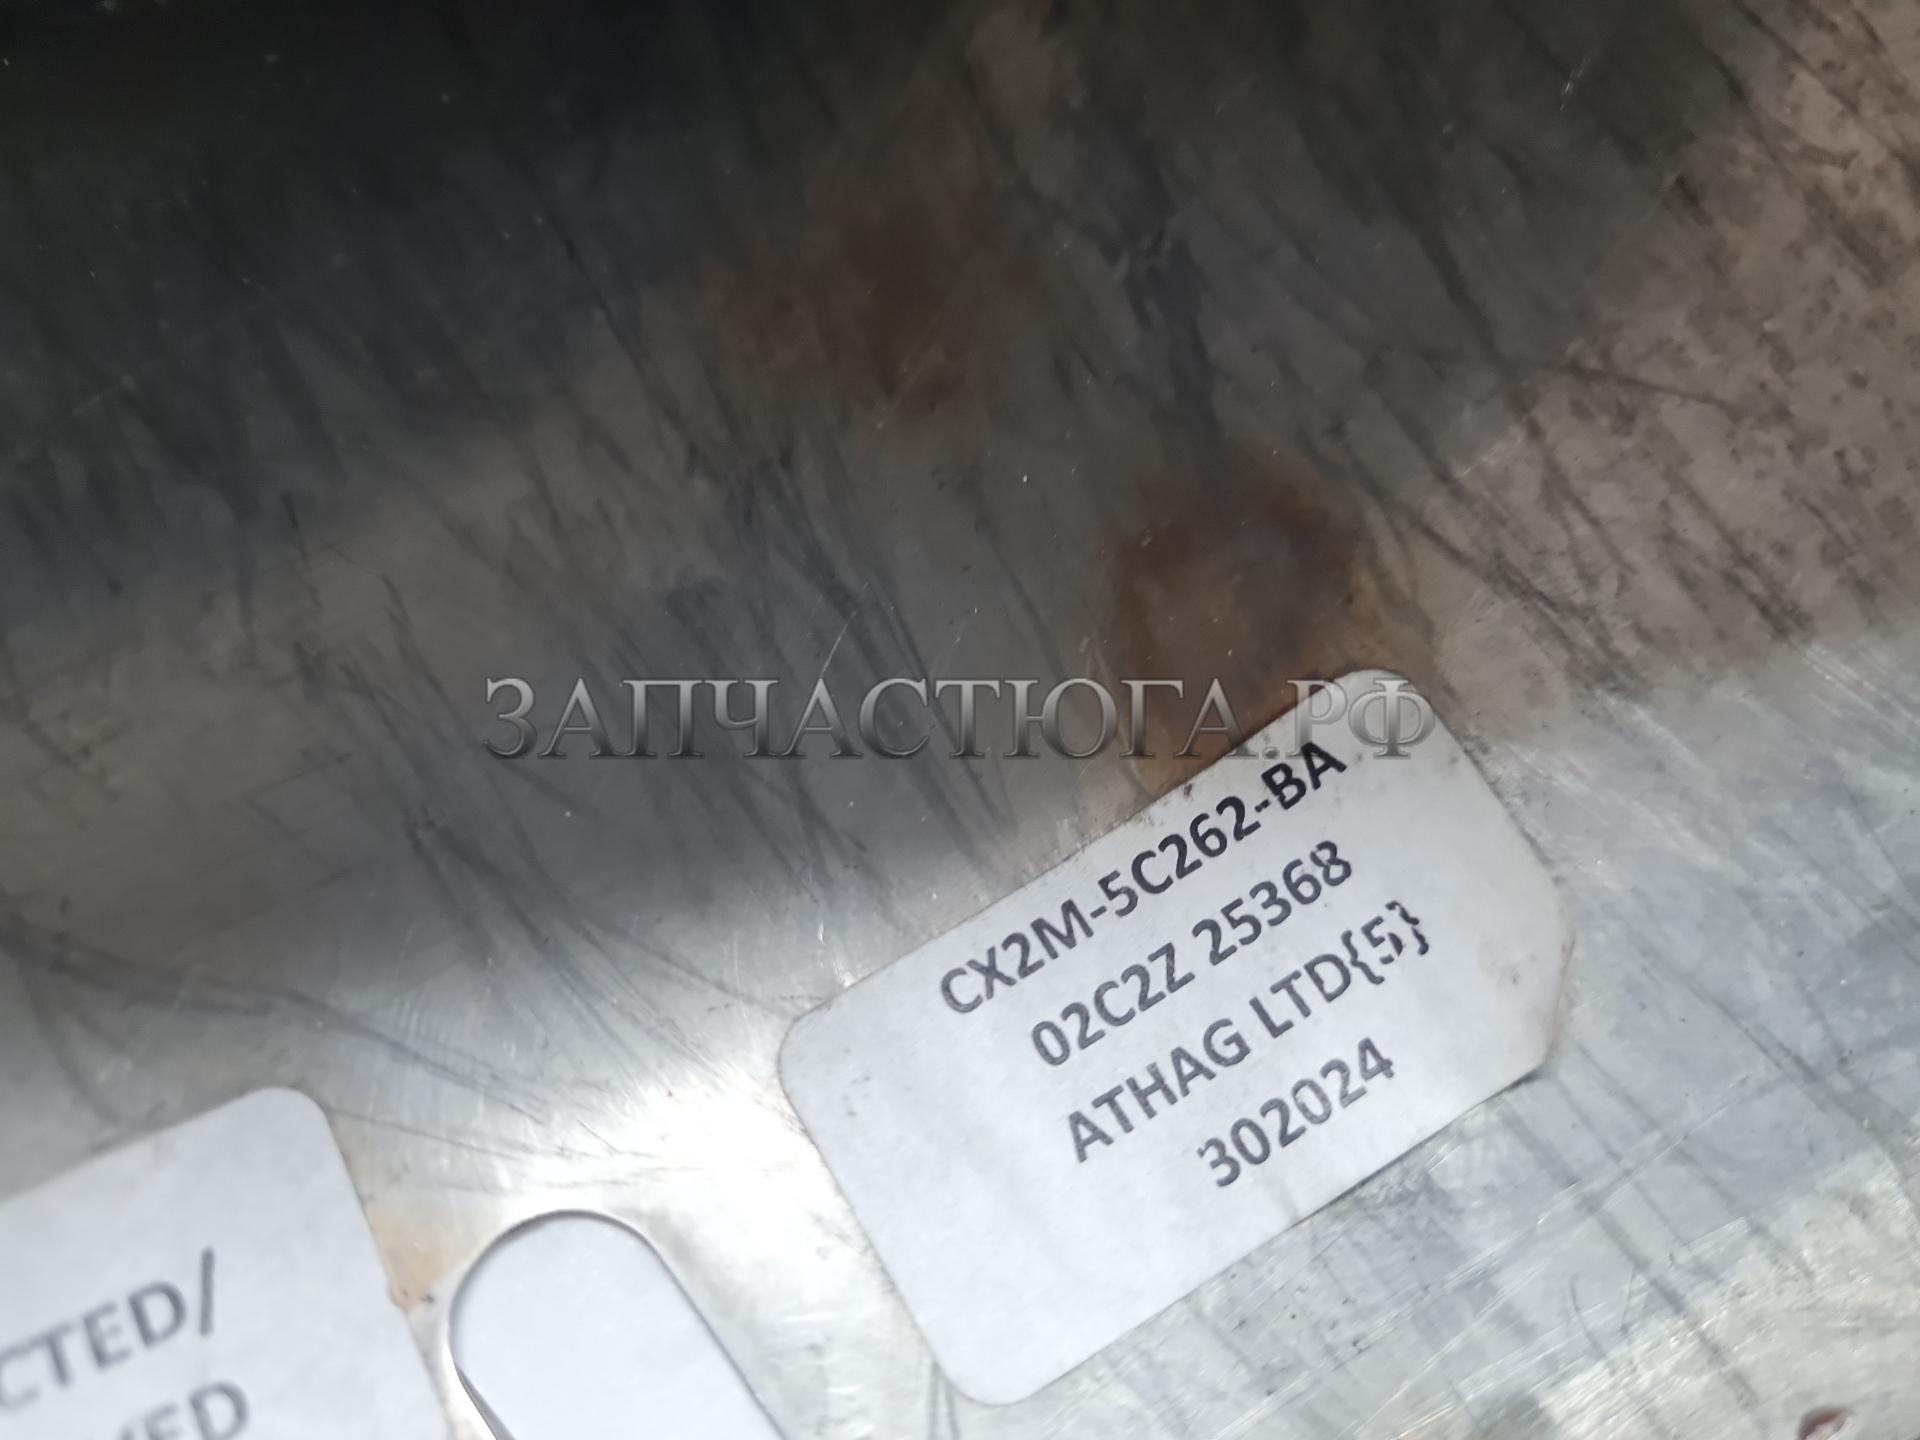 ЗАПЧАСТЮГА.РФ
CX2M-5C262-BA
02C2Z 25368
ATHAG LTD{5}
302024
CTED/